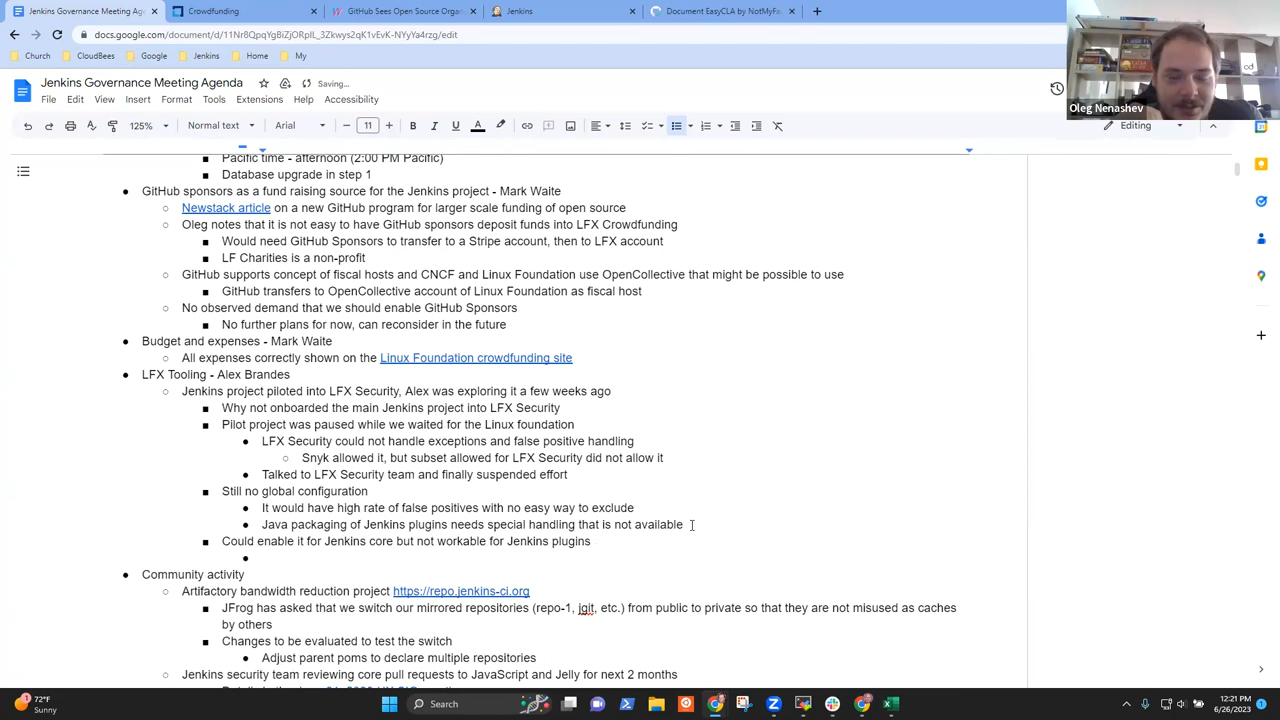 Jenkins Governance Meeting Age
Crowdfunding
GitHub Sees Open Source Organ
Jenkins
Document EasyCLA by NotMyFa
docs.google.com/document/d/
Church
CloudBees
Google
Jenkins
Home
My
Jenkins Governance Meeting Agenda
Saving...
File Edit View Insert Format Tools Extensions Accessibility
Oleg Nenashev
125%
Normal text
Arial
11
Editing
Pacific time - afternoon (2:00 PM Pacific)
Database upgrade in step 1
GitHub sponsors as a fund raising source for the Jenkins project - Mark Waite
Newstack article on a new GitHub program for larger scale funding of open source
Oleg notes that it is not easy to have GitHub sponsors deposit funds into LFX Crowdfunding
Would need GitHub Sponsors to transfer to a Stripe account, then to LFX account
LF Charities is a non-profit
GitHub supports concept of fiscal hosts and CNCF and Linux Foundation use OpenCollective that might be possible to use
GitHub transfers to OpenCollective account of Linux Foundation as fiscal host
No observed demand that we should enable GitHub Sponsors
No further plans for now, can reconsider in the future
Budget and expenses - Mark Waite
All expenses correctly shown on the Linux Foundation crowdfunding site
LFX Tooling - Alex Brandes
Jenkins project piloted into LFX Security, Alex was exploring it a few weeks ago
Why not onboarded the main Jenkins project into LFX Security
Pilot project was paused while we waited for the Linux foundation
LFX Security could not handle exceptions and false positive handling
Snyk allowed it, but subset allowed for LFX Security did not allow it
Talked to LFX Security team and finally suspended effort
Still no global configuration
It would have high rate of false positives with no easy way to exclude
Java packaging of Jenkins plugins needs special handling that is not available
Could enable it for Jenkins core but not workable for Jenkins plugins
Community activity
Artifactory bandwidth reduction project https://repo.jenkins-ci.org
JFrog has asked that we switch our mirrored repositories (repo-1, jgit, etc.) from public to private so that they are not misused as caches
by others
Changes to be evaluated to test the switch
Adjust parent poms to declare multiple repositories
Jenkins security team reviewing core pull requests to JavaScript and Jelly for next 2 months
72°F
Sunny
Search
12:21 PM
6/26/2023